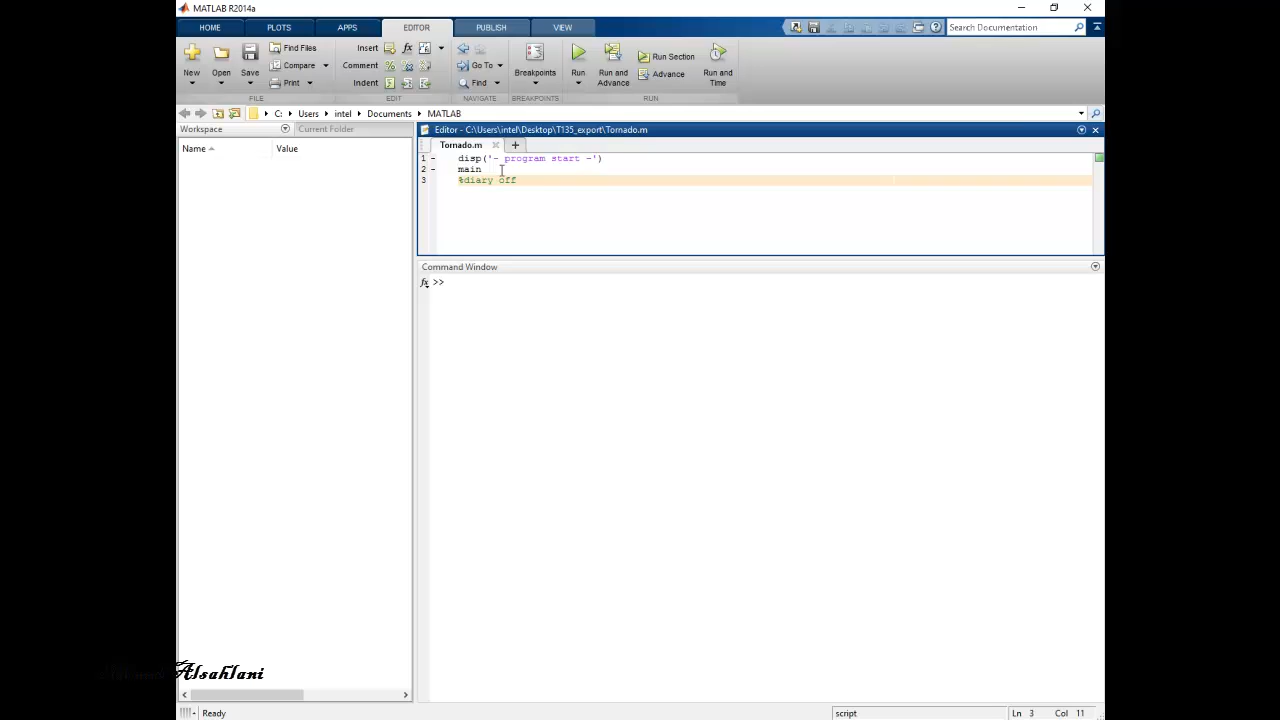 MATLAB R2014a
HOME
PLOTS
APPS
EDITOR
PUBLISH
VIEW
Search Documentation
New
Open
Save
Find Files
Compare
Print
Insert
Comment
Indent
Go To
Find
Breakpoints
Run
Run and Advance
Run Section
Advance
Run and Time
FILE
EDIT
NAVIGATE
BREAKPOINTS
RUN
C: Users intel Documents MATLAB
Workspace
Current Folder
Name
Value
Editor - C:\Users\intel\Desktop\T135_export\Tornado.m
Tornado.m
1 - disp('- program start -')
2 - main
3 %diary off
Command Window
fx >>
Alsahlani
Ready
script
Ln 3 Col 11